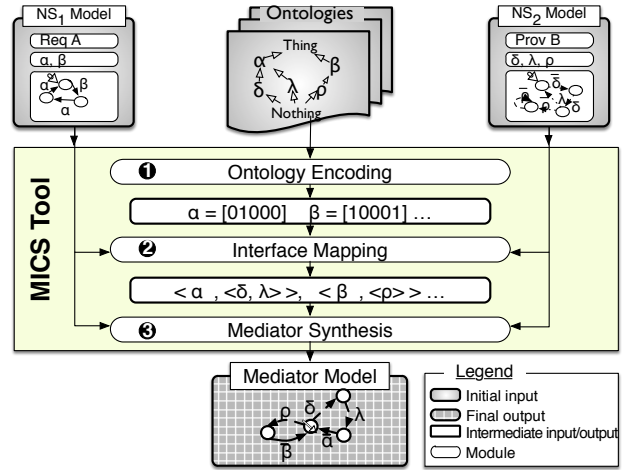 NS1 Model
Req A
α, β
α
β
α
Ontologies
Thing
α
β
δ
λ
ρ
Nothing
NS2 Model
Prov B
δ, λ, ρ
δ̄
ρ̄
ρ̄
λ
δ̄
MICS Tool
❶ Ontology Encoding
α = [01000] β = [10001] ...
❷ Interface Mapping
< α , <δ, λ> >, < β , <ρ> > ...
❸ Mediator Synthesis
Mediator Model
ρ
δ
λ
β̄
ᾱ
Legend
Initial input
Final output
Intermediate input/output
Module